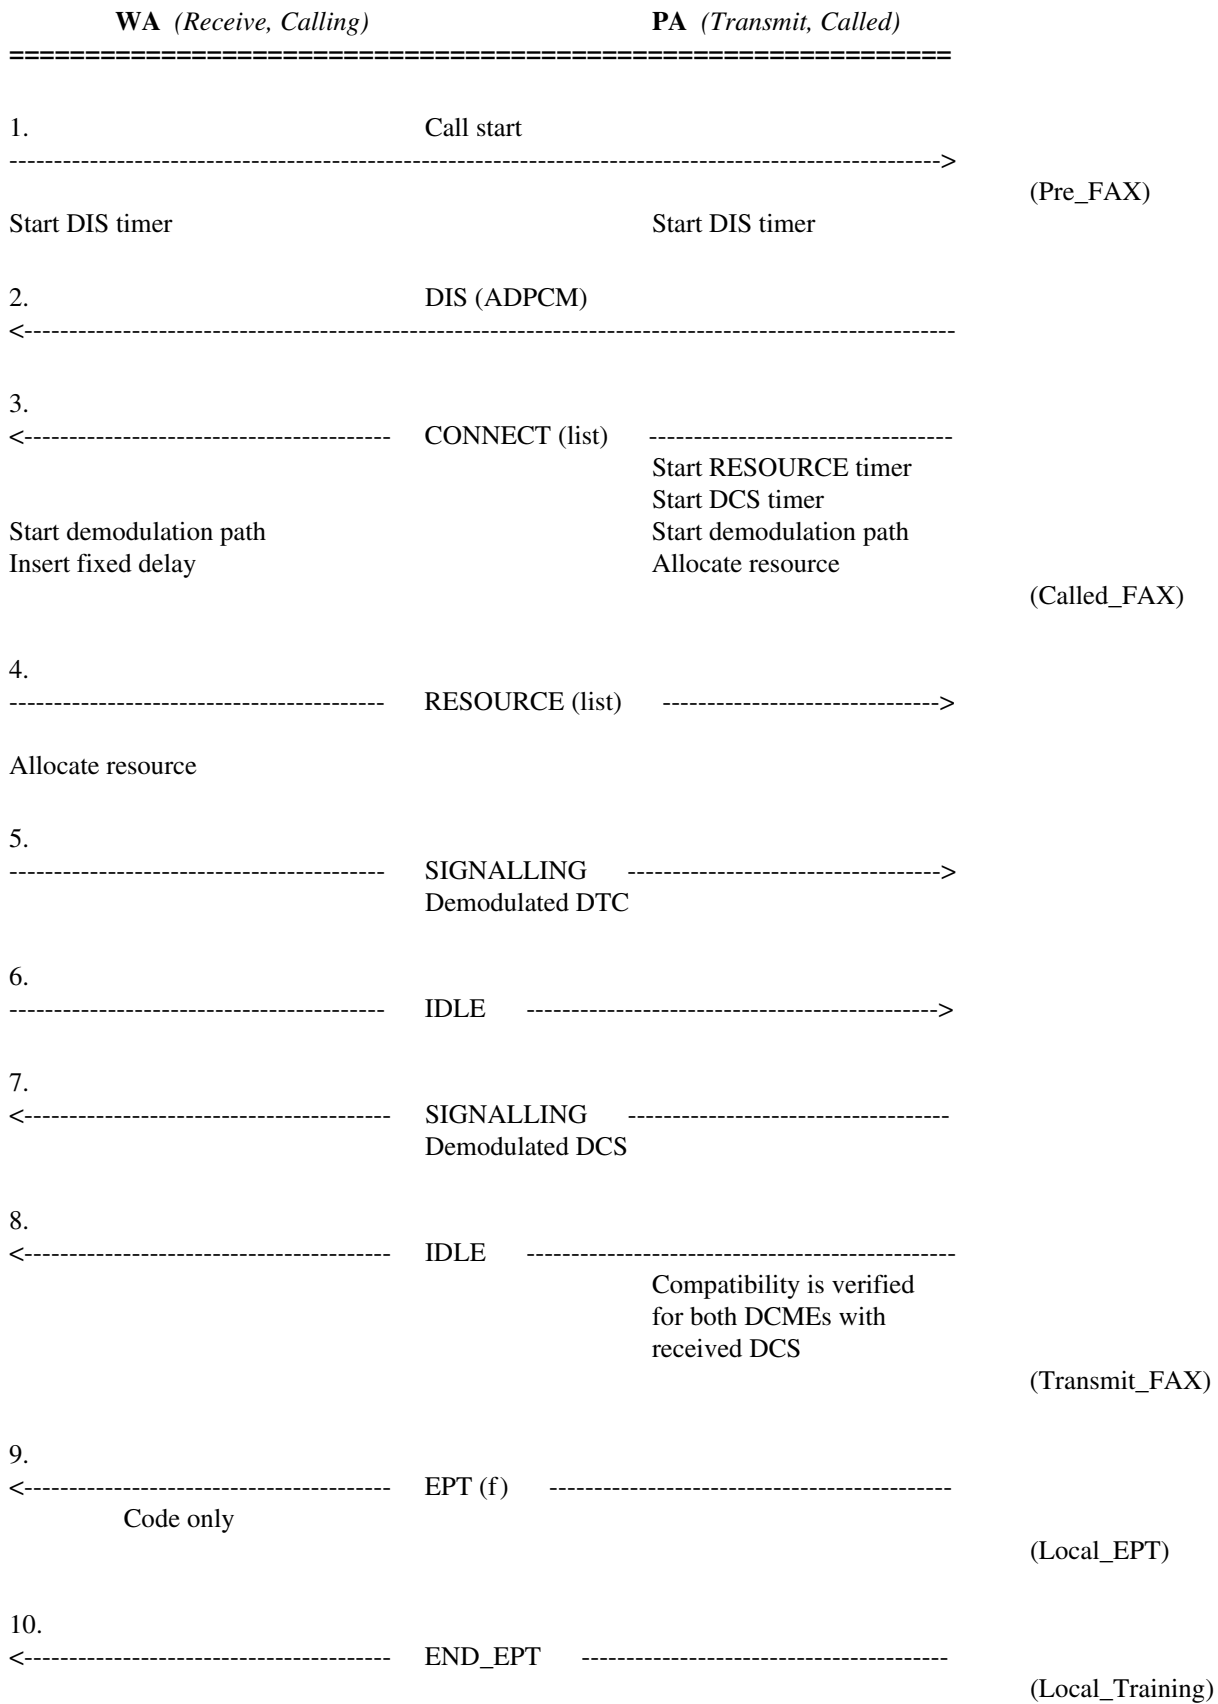 WA (Receive, Calling) PA (Transmit, Called)
==============================================================
1. Call start
-------------------------------------------------------------------------------------------------------->
(Pre_FAX)
Start DIS timer Start DIS timer
2. DIS (ADPCM)
<--------------------------------------------------------------------------------------------------------
3.
<----------------------------------------- CONNECT (list) ----------------------------------
Start RESOURCE timer
Start DCS timer
Start demodulation path Start demodulation path
Insert fixed delay Allocate resource
(Called_FAX)
4.
------------------------------------------ RESOURCE (list) ------------------------------->
Allocate resource
5.
------------------------------------------ SIGNALLING ----------------------------------->
Demodulated DTC
6.
------------------------------------------ IDLE ---------------------------------------------->
7.
<----------------------------------------- SIGNALLING ------------------------------------
Demodulated DCS
8.
<----------------------------------------- IDLE ------------------------------------------------
Compatibility is verified
for both DCMEs with
received DCS
(Transmit_FAX)
9.
<----------------------------------------- EPT (f) ---------------------------------------------
Code only
(Local_EPT)
10.
<----------------------------------------- END_EPT -----------------------------------------
(Local_Training)